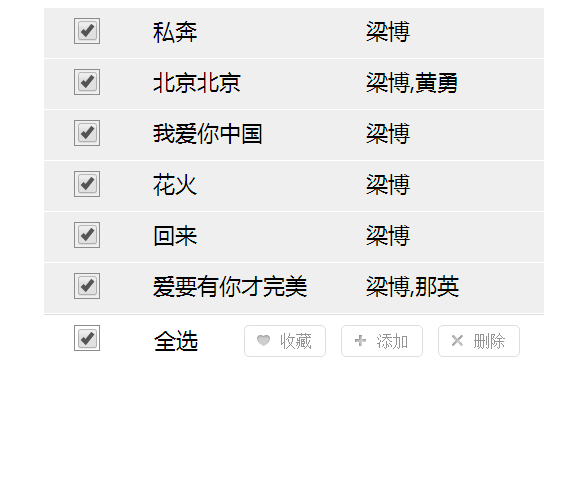 私奔 梁博
北京北京 梁博,黄勇
我爱你中国 梁博
花火 梁博
回来 梁博
爱要有你才完美 梁博,那英
全选 收藏 添加 删除